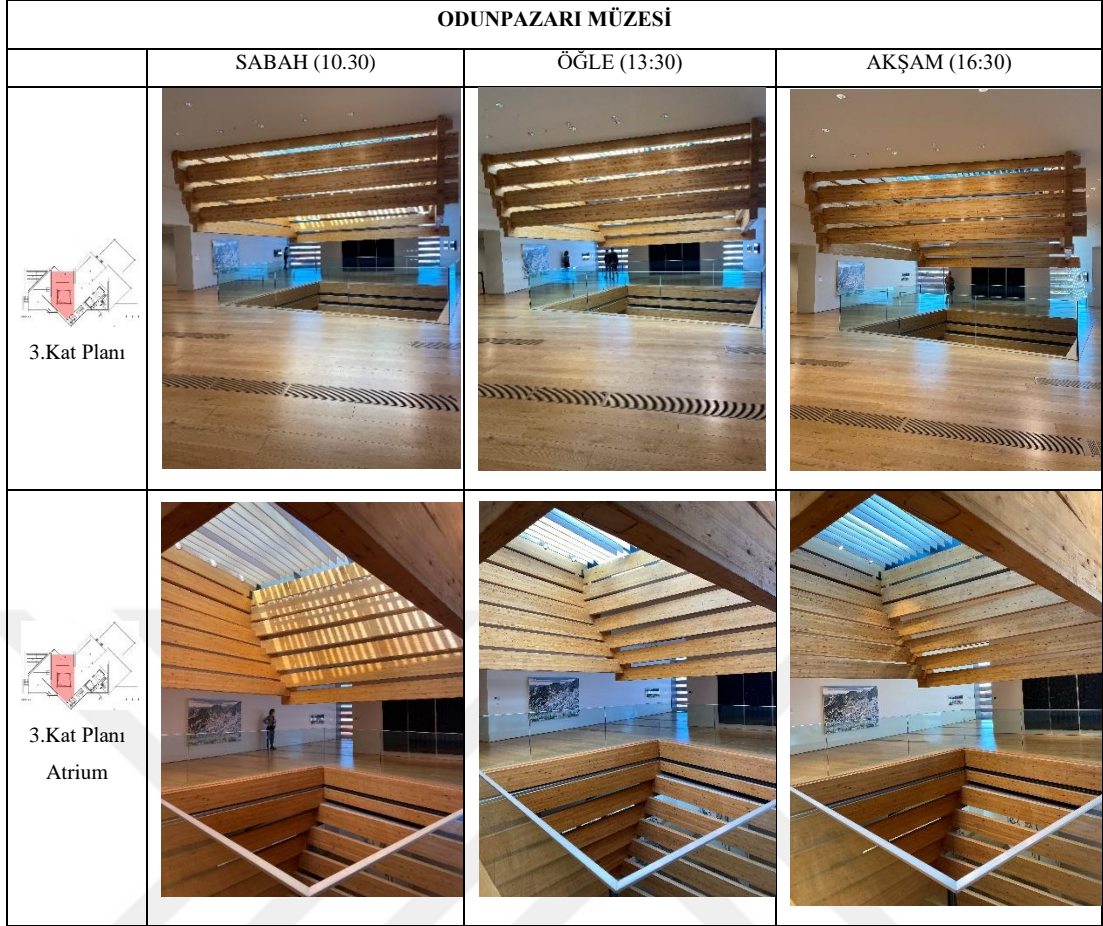 ODUNPAZARI MÜZESİ
SABAH (10.30)
ÖĞLE (13:30)
AKŞAM (16:30)
3.Kat Planı
3.Kat Planı
Atrium